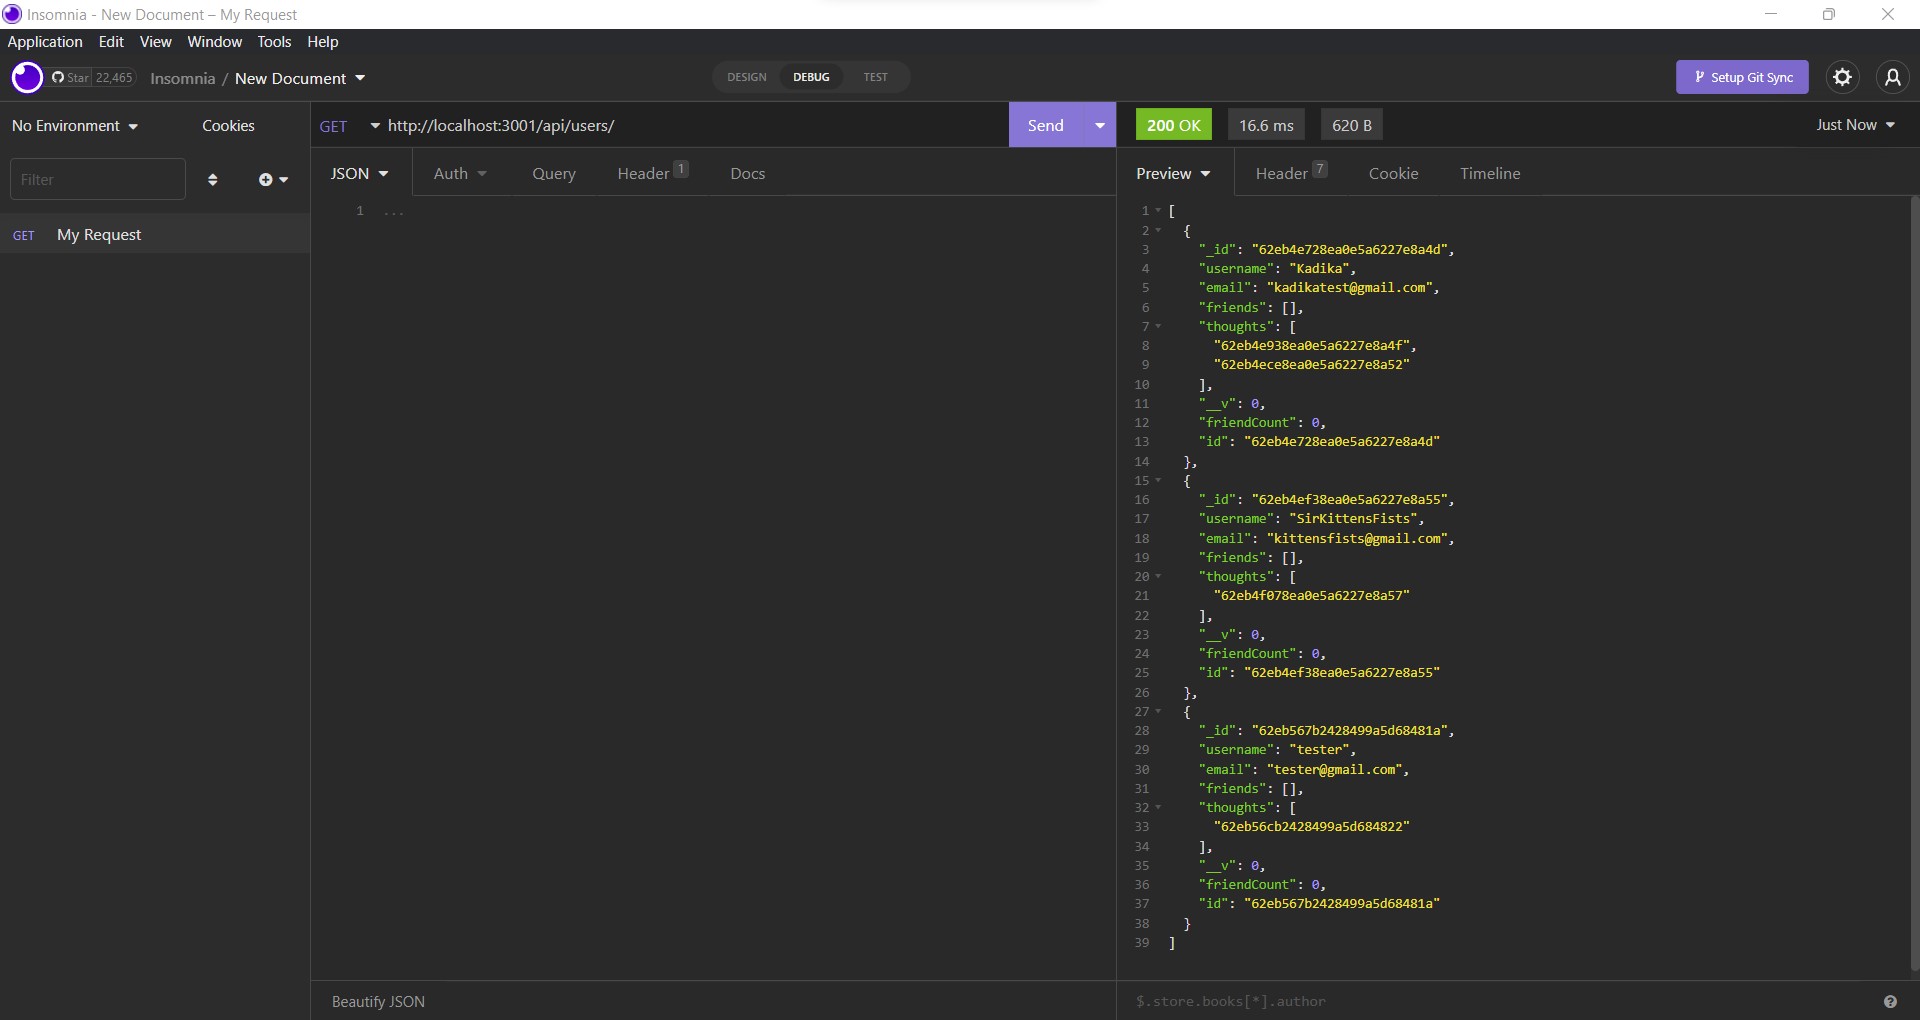 Insomnia - New Document – My Request
Application Edit View Window Tools Help
Star 22,465 Insomnia / New Document DESIGN DEBUG TEST Setup Git Sync
No Environment Cookies GET http://localhost:3001/api/users/ Send 200 OK 16.6 ms 620 B Just Now
Filter JSON Auth Query Header 1 Docs Preview Header 7 Cookie Timeline
GET My Request
1 ...
1 [
2 {
3 "_id": "62eb4e728ea0e5a6227e8a4d",
4 "username": "Kadika",
5 "email": "kadikatest@gmail.com",
6 "friends": [],
7 "thoughts": [
8 "62eb4e938ea0e5a6227e8a4f",
9 "62eb4ece8ea0e5a6227e8a52"
10 ],
11 "__v": 0,
12 "friendCount": 0,
13 "id": "62eb4e728ea0e5a6227e8a4d"
14 },
15 {
16 "_id": "62eb4ef38ea0e5a6227e8a55",
17 "username": "SirKittensFists",
18 "email": "kittensfists@gmail.com",
19 "friends": [],
20 "thoughts": [
21 "62eb4f078ea0e5a6227e8a57"
22 ],
23 "__v": 0,
24 "friendCount": 0,
25 "id": "62eb4ef38ea0e5a6227e8a55"
26 },
27 {
28 "_id": "62eb567b2428499a5d68481a",
29 "username": "tester",
30 "email": "tester@gmail.com",
31 "friends": [],
32 "thoughts": [
33 "62eb56cb2428499a5d684822"
34 ],
35 "__v": 0,
36 "friendCount": 0,
37 "id": "62eb567b2428499a5d68481a"
38 }
39 ]
Beautify JSON $.store.books[*].author